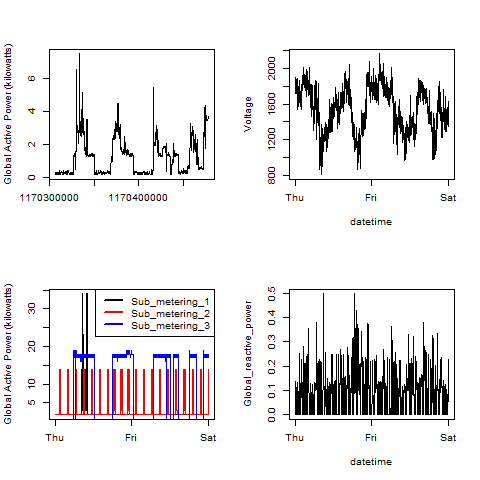 Global Active Power (kilowatts)
0 2 4 6
1170300000 1170400000
Voltage
800 1200 1600 2000
Thu Fri Sat
datetime
Global Active Power (kilowatts)
5 10 20 30
Sub_metering_1
Sub_metering_2
Sub_metering_3
Thu Fri Sat
Global_reactive_power
0.0 0.1 0.2 0.3 0.4 0.5
Thu Fri Sat
datetime